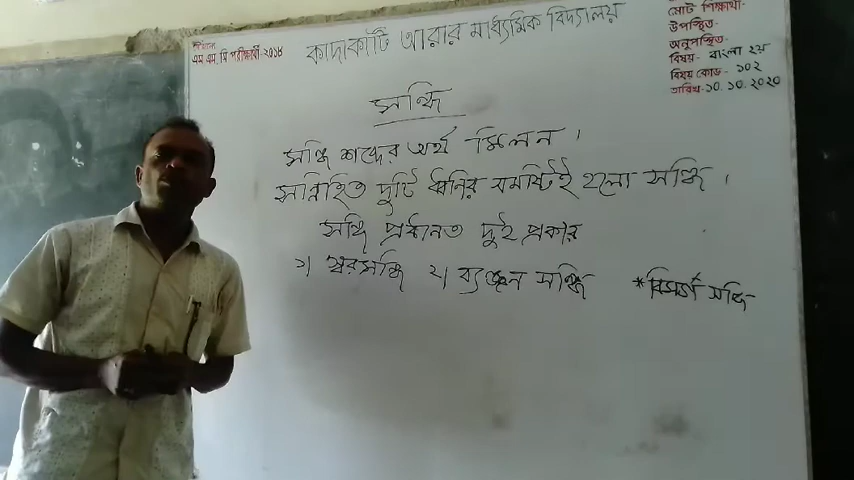 এস.এস.সি পরীক্ষার্থী ২০১৪
কাদাকাটি আরার মাধ্যমিক বিদ্যালয়
মোট শিক্ষার্থী-
উপস্থিত-
অনুপস্থিত-
বিষয়- বাংলা ২য়
বিষয় কোড - ১০২
তারিখ-১০.১০.২০২০
সন্ধি
সন্ধি শব্দের অর্থ মিলন।
সন্নিহিত দুটি ধ্বনির সমষ্টিই হলো সন্ধি।
সন্ধি প্রধানত দুই প্রকার
১) স্বরসন্ধি ২) ব্যঞ্জন সন্ধি *বিসর্গ সন্ধি